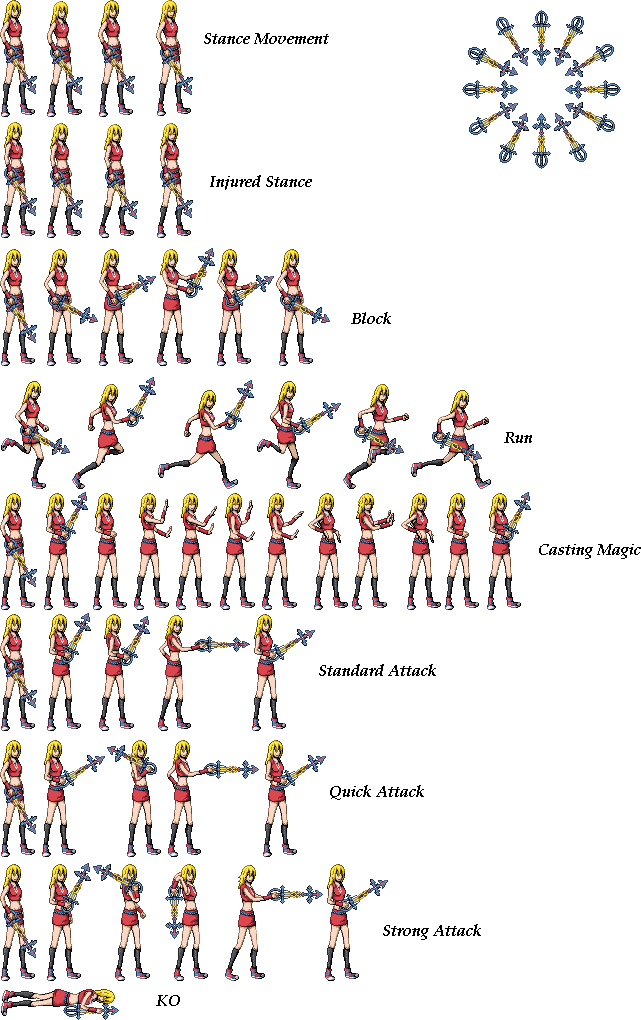 Stance Movement
Injured Stance
Block
Run
Casting Magic
Standard Attack
Quick Attack
Strong Attack
KO